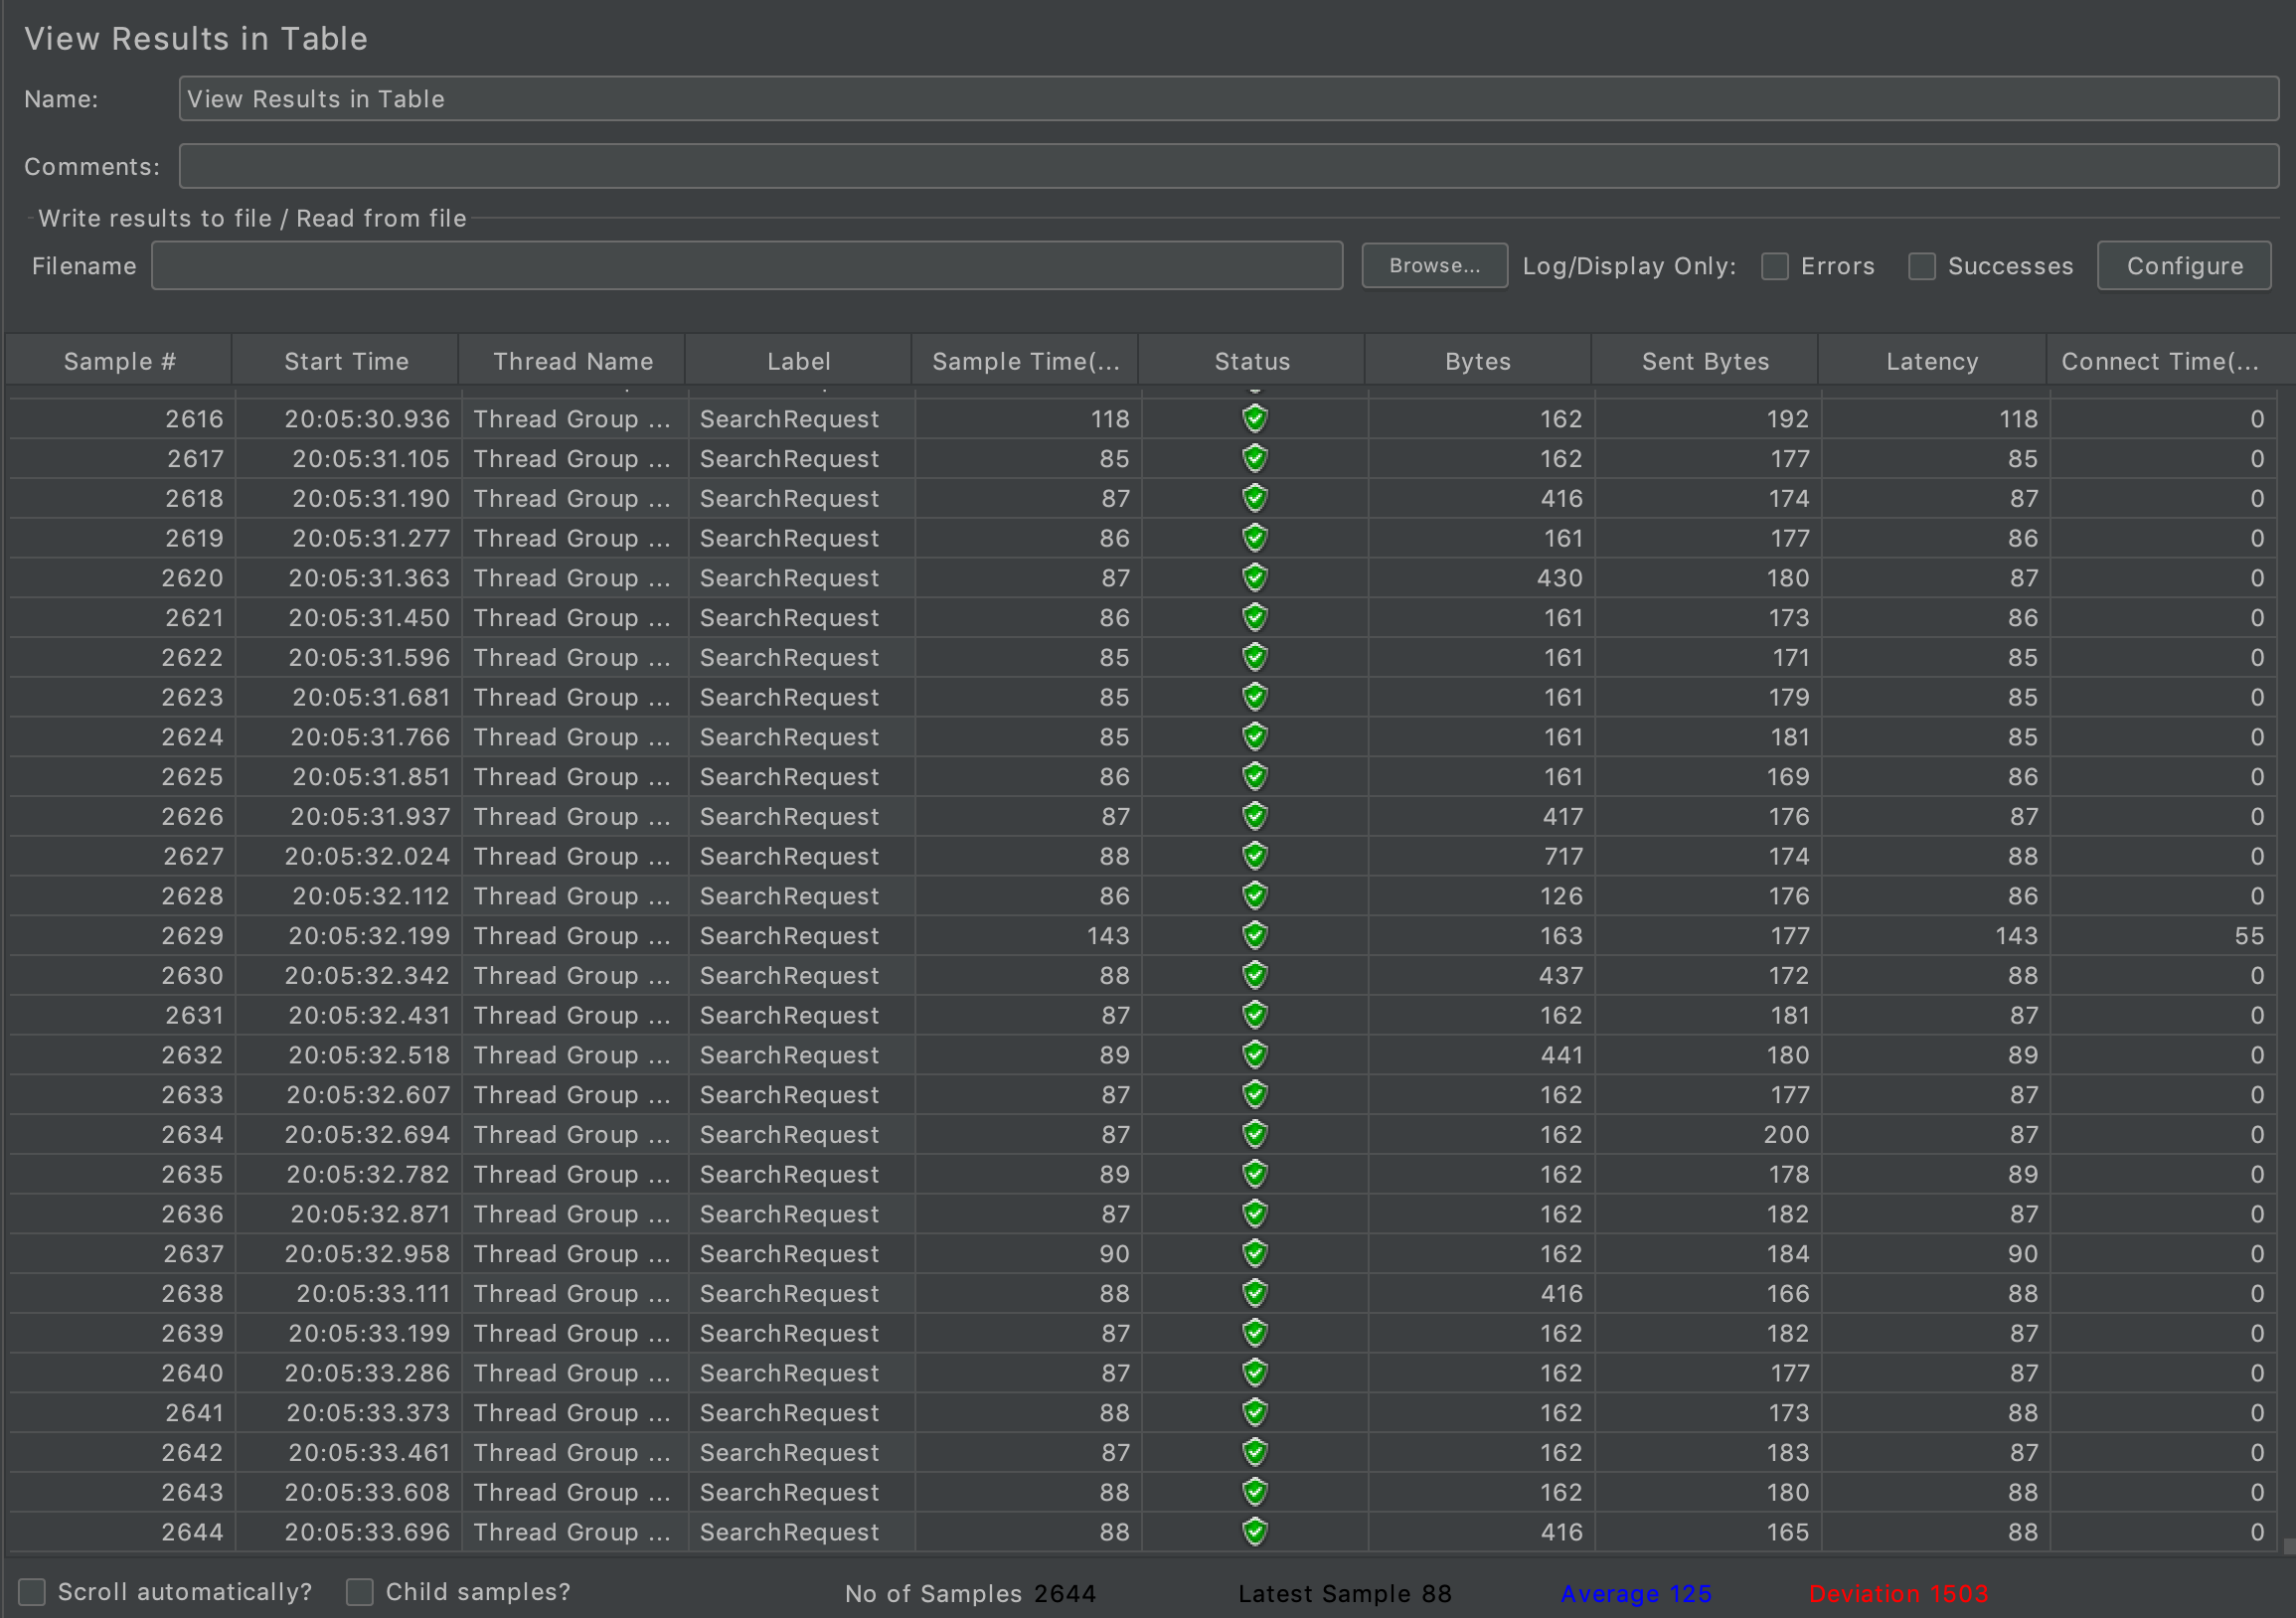 View Results in Table
Name: View Results in Table
Comments:
Write results to file / Read from file
Filename Browse... Log/Display Only: Errors Successes Configure
Sample # Start Time Thread Name Label Sample Time(... Status Bytes Sent Bytes Latency Connect Time(...
2616 20:05:30.936 Thread Group ... SearchRequest 118 162 192 118 0
2617 20:05:31.105 Thread Group ... SearchRequest 85 162 177 85 0
2618 20:05:31.190 Thread Group ... SearchRequest 87 416 174 87 0
2619 20:05:31.277 Thread Group ... SearchRequest 86 161 177 86 0
2620 20:05:31.363 Thread Group ... SearchRequest 87 430 180 87 0
2621 20:05:31.450 Thread Group ... SearchRequest 86 161 173 86 0
2622 20:05:31.596 Thread Group ... SearchRequest 85 161 171 85 0
2623 20:05:31.681 Thread Group ... SearchRequest 85 161 179 85 0
2624 20:05:31.766 Thread Group ... SearchRequest 85 161 181 85 0
2625 20:05:31.851 Thread Group ... SearchRequest 86 161 169 86 0
2626 20:05:31.937 Thread Group ... SearchRequest 87 417 176 87 0
2627 20:05:32.024 Thread Group ... SearchRequest 88 717 174 88 0
2628 20:05:32.112 Thread Group ... SearchRequest 86 126 176 86 0
2629 20:05:32.199 Thread Group ... SearchRequest 143 163 177 143 55
2630 20:05:32.342 Thread Group ... SearchRequest 88 437 172 88 0
2631 20:05:32.431 Thread Group ... SearchRequest 87 162 181 87 0
2632 20:05:32.518 Thread Group ... SearchRequest 89 441 180 89 0
2633 20:05:32.607 Thread Group ... SearchRequest 87 162 177 87 0
2634 20:05:32.694 Thread Group ... SearchRequest 87 162 200 87 0
2635 20:05:32.782 Thread Group ... SearchRequest 89 162 178 89 0
2636 20:05:32.871 Thread Group ... SearchRequest 87 162 182 87 0
2637 20:05:32.958 Thread Group ... SearchRequest 90 162 184 90 0
2638 20:05:33.111 Thread Group ... SearchRequest 88 416 166 88 0
2639 20:05:33.199 Thread Group ... SearchRequest 87 162 182 87 0
2640 20:05:33.286 Thread Group ... SearchRequest 87 162 177 87 0
2641 20:05:33.373 Thread Group ... SearchRequest 88 162 173 88 0
2642 20:05:33.461 Thread Group ... SearchRequest 87 162 183 87 0
2643 20:05:33.608 Thread Group ... SearchRequest 88 162 180 88 0
2644 20:05:33.696 Thread Group ... SearchRequest 88 416 165 88 0
Scroll automatically? Child samples? No of Samples 2644 Latest Sample 88 Average 125 Deviation 1503